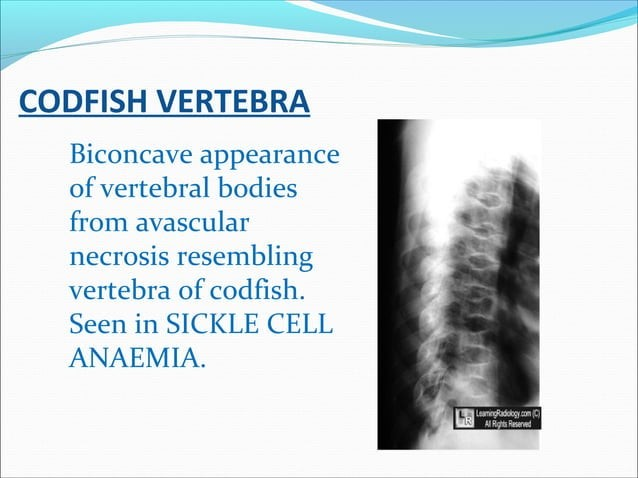 CODFISH VERTEBRA
Biconcave appearance
of vertebral bodies
from avascular
necrosis resembling
vertebra of codfish.
Seen in SICKLE CELL
ANAEMIA.
LR
LearningRadiology.com (C)
All Rights Reserved